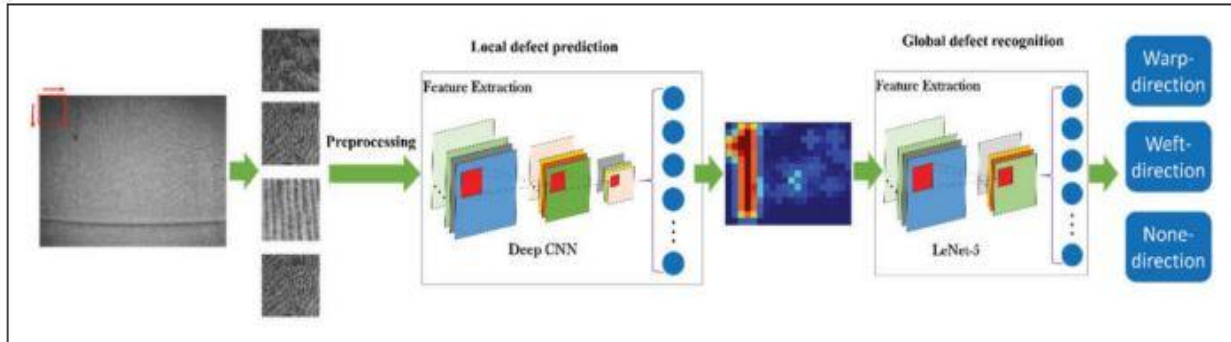 Preprocessing
Local defect prediction
Feature Extraction
Deep CNN
Global defect recognition
Feature Extraction
LeNet-5
Warp-
direction
Weft-
direction
None-
direction